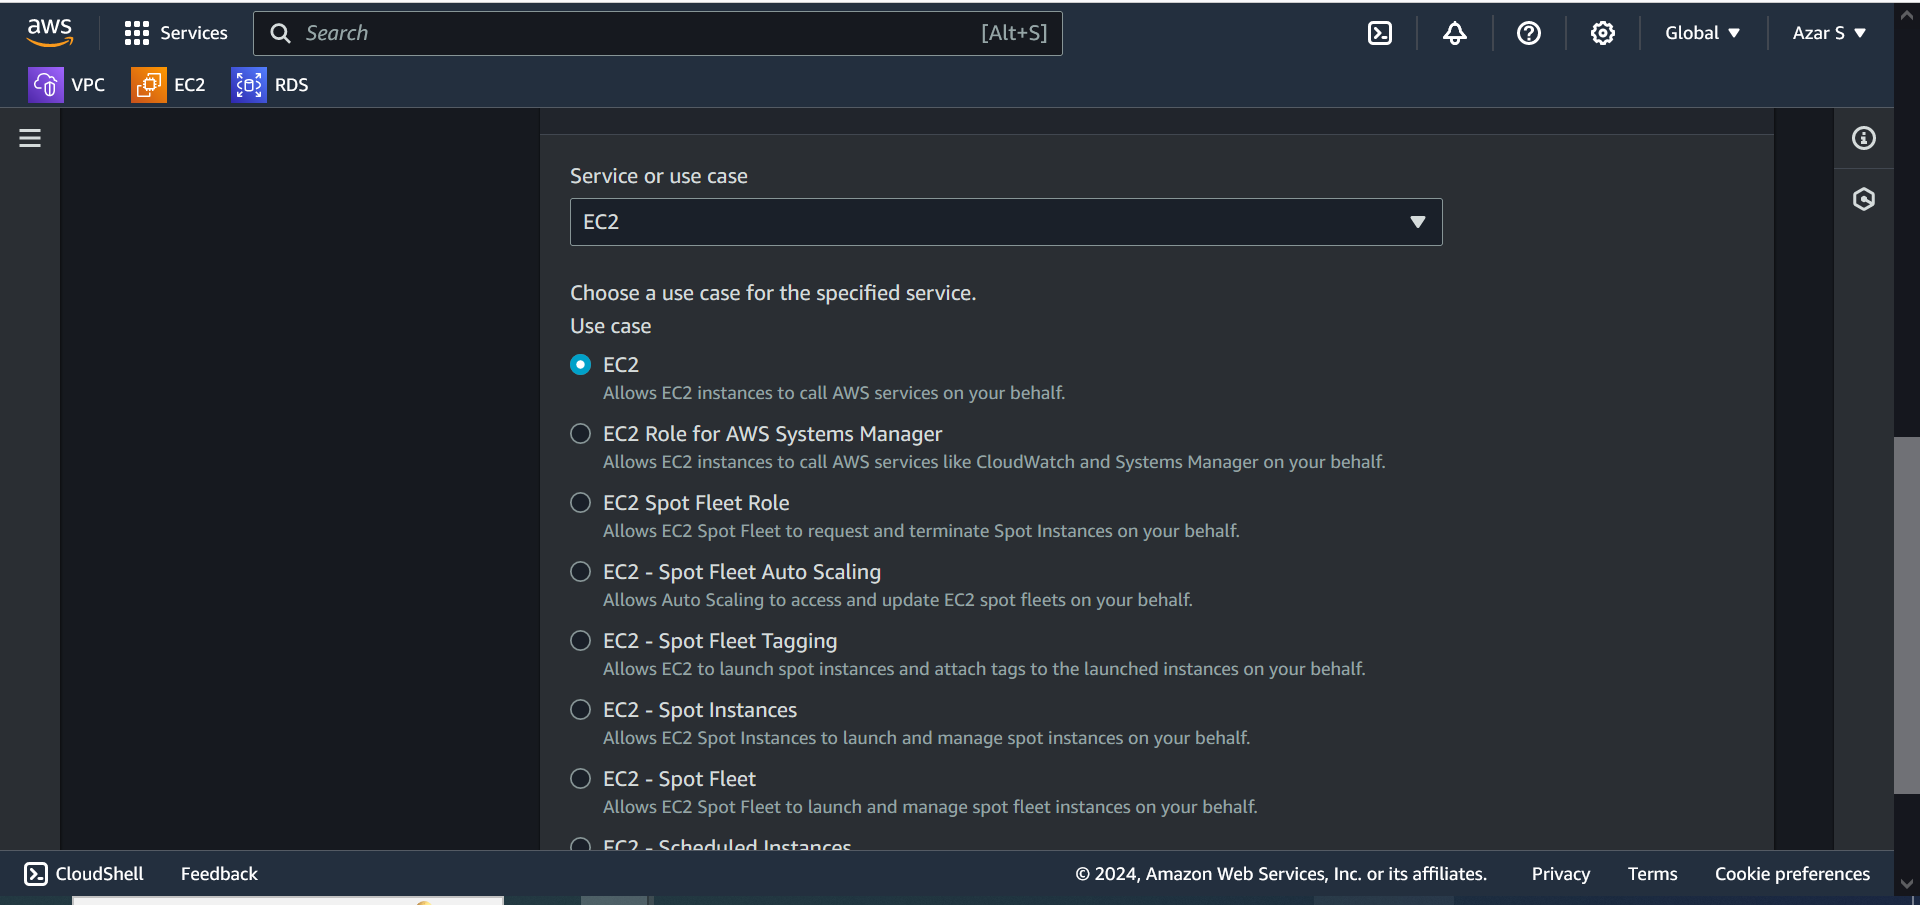 aws
Services
Search [Alt+S]
Global
Azar S
VPC
EC2
RDS
Service or use case
EC2
Choose a use case for the specified service.
Use case
EC2
Allows EC2 instances to call AWS services on your behalf.
EC2 Role for AWS Systems Manager
Allows EC2 instances to call AWS services like CloudWatch and Systems Manager on your behalf.
EC2 Spot Fleet Role
Allows EC2 Spot Fleet to request and terminate Spot Instances on your behalf.
EC2 - Spot Fleet Auto Scaling
Allows Auto Scaling to access and update EC2 spot fleets on your behalf.
EC2 - Spot Fleet Tagging
Allows EC2 to launch spot instances and attach tags to the launched instances on your behalf.
EC2 - Spot Instances
Allows EC2 Spot Instances to launch and manage spot instances on your behalf.
EC2 - Spot Fleet
Allows EC2 Spot Fleet to launch and manage spot fleet instances on your behalf.
EC2 - Scheduled Instances
CloudShell
Feedback
© 2024, Amazon Web Services, Inc. or its affiliates.
Privacy
Terms
Cookie preferences